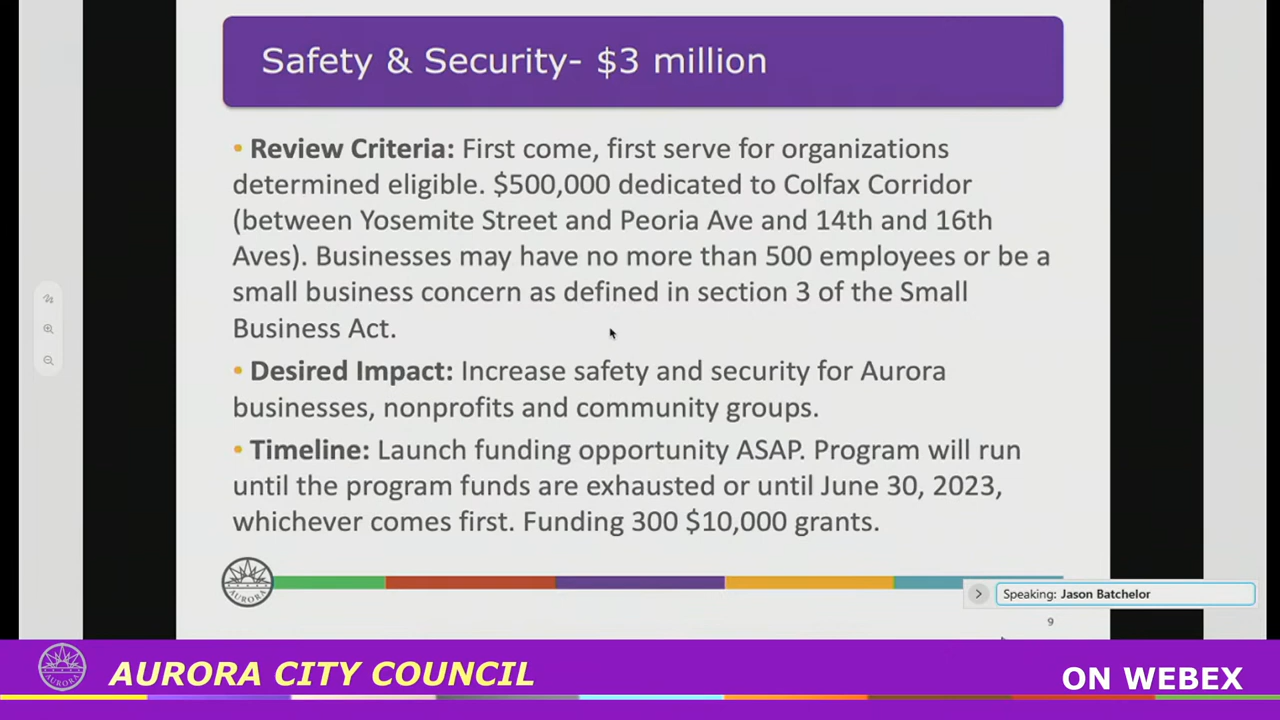 Safety & Security- $3 million
• Review Criteria: First come, first serve for organizations
determined eligible. $500,000 dedicated to Colfax Corridor
(between Yosemite Street and Peoria Ave and 14th and 16th
Aves). Businesses may have no more than 500 employees or be a
small business concern as defined in section 3 of the Small
Business Act.
• Desired Impact: Increase safety and security for Aurora
businesses, nonprofits and community groups.
• Timeline: Launch funding opportunity ASAP. Program will run
until the program funds are exhausted or until June 30, 2023,
whichever comes first. Funding 300 $10,000 grants.
AURORA
Speaking: Jason Batchelor
9
AURORA CITY COUNCIL
ON WEBEX